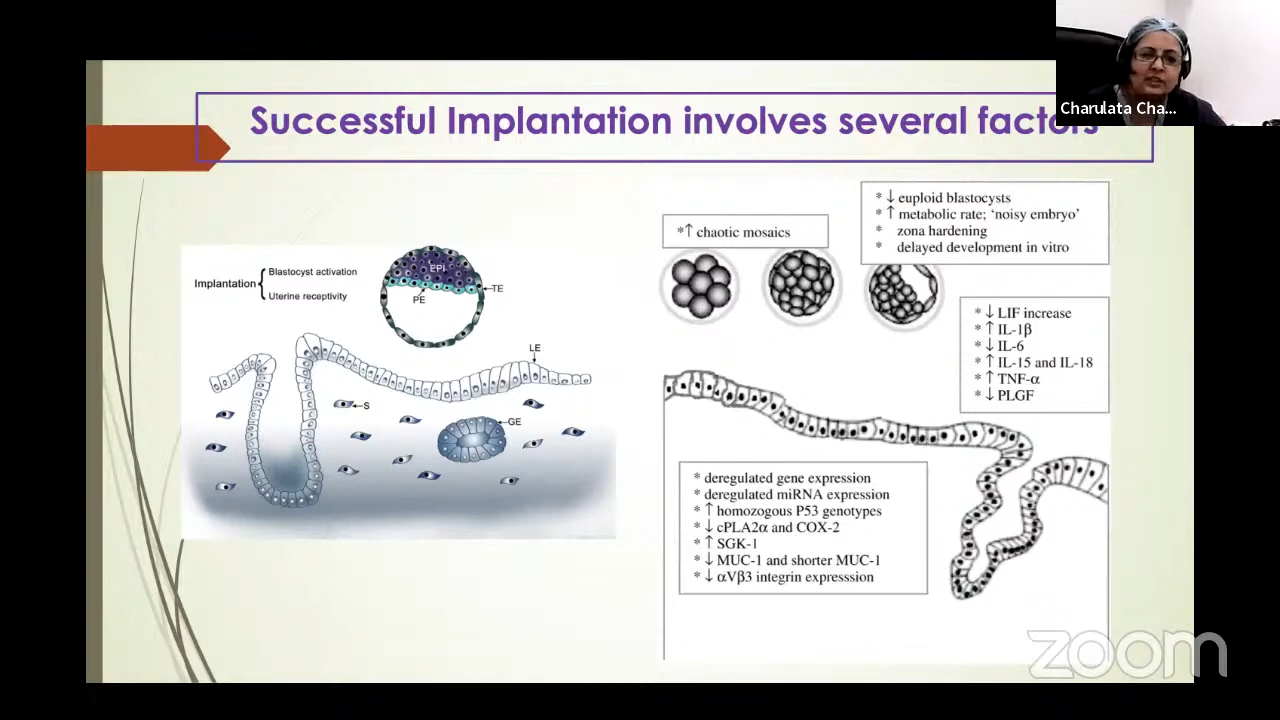 Successful Implantation involves several factors
Charulata Cha...
Implantation
Blastocyst activation
Uterine receptivity
EPI
PE
TE
LE
S
GE
*↑ chaotic mosaics
* ↓ euploid blastocysts
* ↑ metabolic rate; ‘noisy embryo’
* zona hardening
* delayed development in vitro
* ↓ LIF increase
* ↑ IL-1β
* ↓ IL-6
* ↑ IL-15 and IL-18
* ↑ TNF-α
* ↓ PLGF
* deregulated gene expression
* deregulated miRNA expression
* ↑ homozogous P53 genotypes
* ↓ cPLA2α and COX-2
* ↑ SGK-1
* ↓ MUC-1 and shorter MUC-1
* ↓ αVβ3 integrin expresssion
zoom